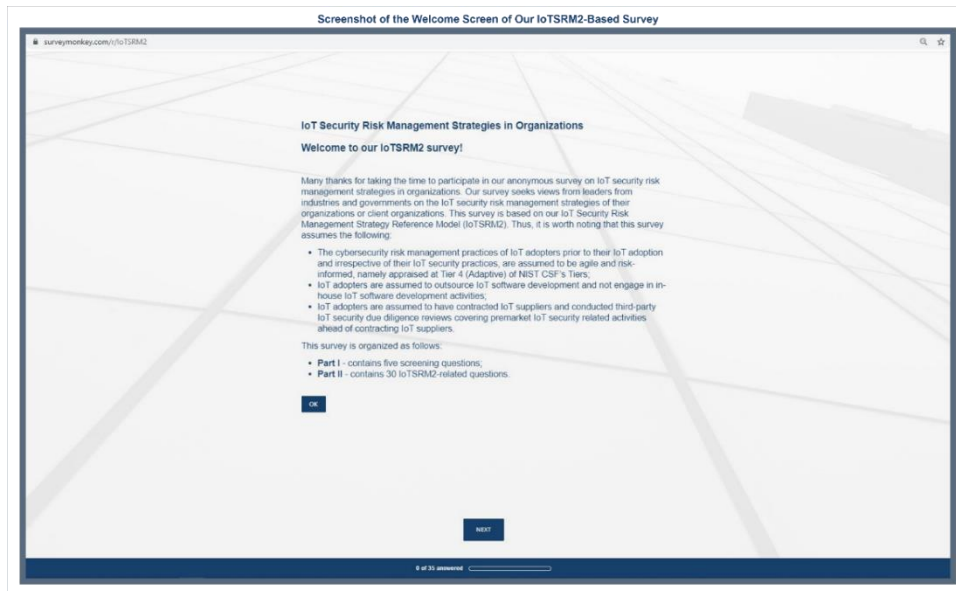 Screenshot of the Welcome Screen of Our IoTSRM2-Based Survey
surveymonkey.com/r/IoTSRM2
IoT Security Risk Management Strategies in Organizations
Welcome to our IoTSRM2 survey!
Many thanks for taking the time to participate in our anonymous survey on IoT security risk
management strategies in organizations. Our survey seeks views from leaders from
industries and governments on the IoT security risk management strategies of their
organizations or client organizations. This survey is based on our IoT Security Risk
Management Strategy Reference Model (IoTSRM2). Thus, it is worth noting that this survey
assumes the following:
• The cybersecurity risk management practices of IoT adopters prior to their IoT adoption
and irrespective of their IoT security practices, are assumed to be agile and risk-
informed, namely appraised at Tier 4 (Adaptive) of NIST CSF's Tiers;
• IoT adopters are assumed to outsource IoT software development and not engage in in-
house IoT software development activities;
• IoT adopters are assumed to have contracted IoT suppliers and conducted third-party
IoT security due diligence reviews covering premarket IoT security related activities
ahead of contracting IoT suppliers.
This survey is organized as follows:
• Part I - contains five screening questions;
• Part II - contains 30 IoTSRM2-related questions.
OK
NEXT
0 of 35 answered